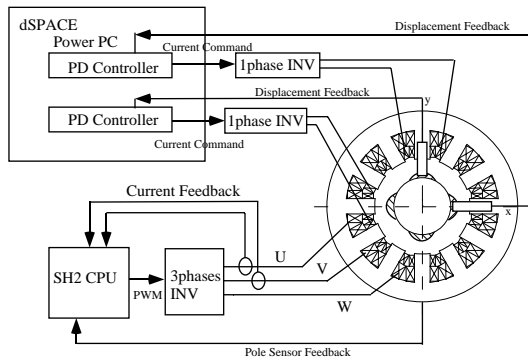 dSPACE
Power PC
Displacement Feedback
Current Command
PD Controller
1phase INV
Displacement Feedback
y
PD Controller
1phase INV
Current Command
x
Current Feedback
U
SH2 CPU
PWM
3phases
INV
V
W
Pole Sensor Feedback